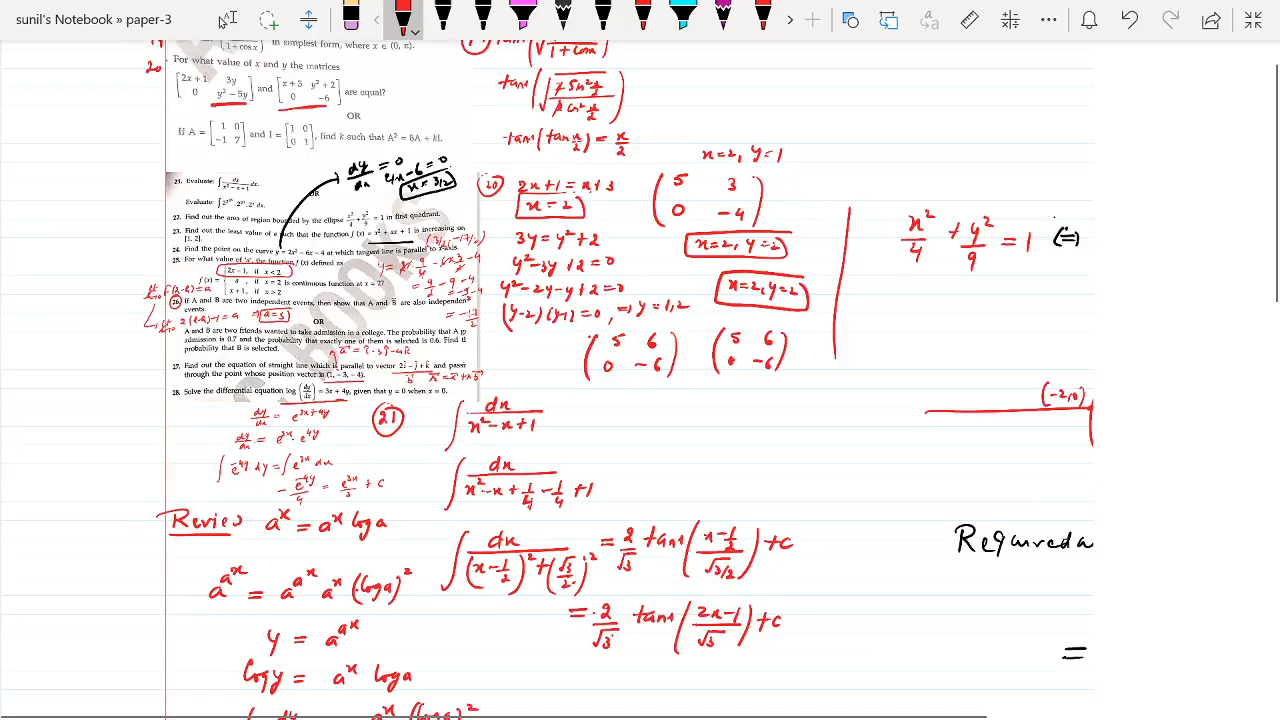 sunil's Notebook » paper-3
19
(1+cosx) in simplest form, where x ∈ (0, π).
20
For what value of x and y the matrices
[2x+1 3y; 0 y² − 5y] and [x+3 y²+2; 0 −6] are equal?
OR
If A = [1 0; −1 7] and I = [1 0; 0 1], find k such that A² = 8A + kI.
dy/dx = 0
4x − 6 = 0
x = 3/2
21. Evaluate: ∫ dx/(x² − x + 1) dx.
OR
22. Find out the area of region bounded by the ellipse x²/4 + y²/9 = 1 in first quadrant.
23. Find out the least value of a such that the function f(x) = x² + ax + 1 is increasing on
[1, 2].
24. Find the point on the curve y = 2x² − 6x − 4 at which tangent line is parallel to x-axis.
25. For what value of 'a', the function f defined as
f(x) = { 2x − 1, if x < 2
a, if x = 2 is continuous function at x = 2?
x + 1, if x > 2
26 If A and B are two independent events, then show that A and B are also independent
events.
a=3
OR
A and B are two friends wanted to take admission in a college. The probability that A
admission is 0.7 and the probability that exactly one of them is selected is 0.6. Find
probability that B is selected.
27. Find out the equation of straight line which is parallel to vector 2î − ĵ + k̂ and
through the point whose position vector is (1, −3, −4).
28. Solve the differential equation log (dy/dx) = 3x + 4y, given that y = 0 when x = 0.
dy/dx = e^(3x+4y)
dy/dx = e^3x · e^4y
∫ e^-4y · dy = ∫ e^3x dx
− e^-4y/4 = e^3x/3 + c
Review a^x = a^x log a
a^a^x = a^a^x a^x (log a)²
y = a^a^x
log y = a^x log a
tan(tan x/2) = x/2
x=2, y=1
20 2x+1 = x+3
x = 2
(5 3; 0 −4)
3y = y²+2
x=2, y=2
y²−3y+2=0
y²−2y−y+2=0
x=2, y=2
(y−2)(y−1)=0, ⇒ y=1,2
(5 6; 0 −6) (5 6; 0 −6)
21 ∫ dx/(x²−x+1)
∫ dx/(x²−x+1/4−1/4+1)
∫ dx/((x−1/2)²+(√3/2)²) = 2/√3 tan((x−1/2)/(√3/2)) + c
= 2/√3 tan((2x−1)/√3) + c
x²/4 + y²/9 = 1 (=)
(−2,0)
Required a
=